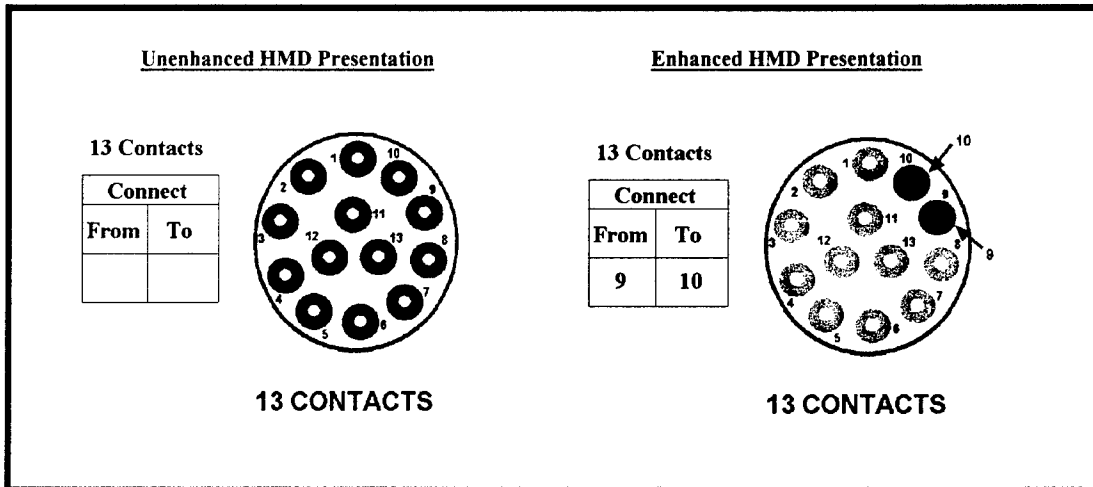 Unenhanced HMD Presentation
13 Contacts
Connect
From To
1
10
2
9
11
3
12
13
8
4
7
5
6
13 CONTACTS
Enhanced HMD Presentation
13 Contacts
Connect
From To
9 10
10
1
10
2
9
11
3
12
13
8
9
4
7
5
6
13 CONTACTS